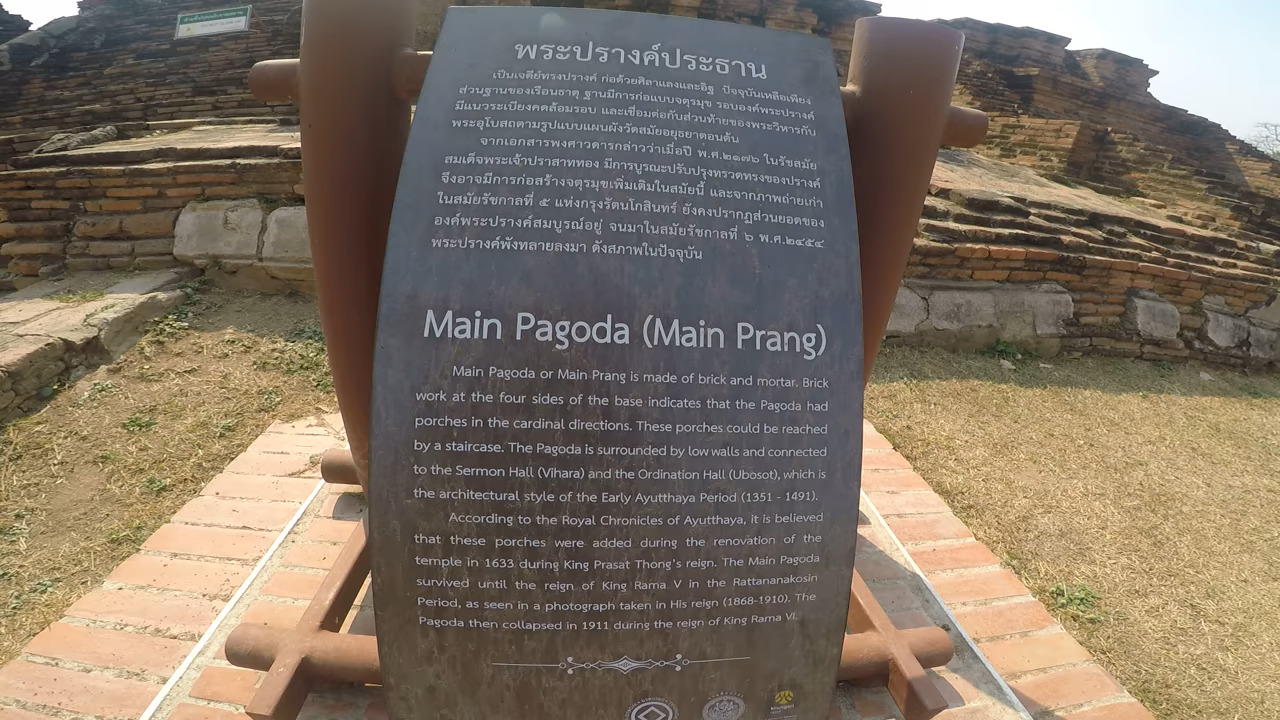 พระปรางค์ประธาน
เป็นเจดีย์ทรงปรางค์ ก่อด้วยศิลาแลงและอิฐ ปัจจุบันเหลือเพียง
ส่วนฐานของเรือนธาตุ ฐานมีการก่อแบบจตุรมุข รอบองค์พระปรางค์
มีแนวระเบียงคดล้อมรอบ และเชื่อมต่อกับส่วนท้ายของพระวิหารกับ
พระอุโบสถตามรูปแบบแผนผังวัดสมัยอยุธยาตอนต้น
จากเอกสารพงศาวดารกล่าวว่าเมื่อปี พ.ศ.๒๑๗๖ ในรัชสมัย
สมเด็จพระเจ้าปราสาททอง มีการบูรณะปรับปรุงทรวดทรงของปรางค์
จึงอาจมีการก่อสร้างจตุรมุขเพิ่มเติมในสมัยนี้ และจากภาพถ่ายเก่า
ในสมัยรัชกาลที่ ๕ แห่งกรุงรัตนโกสินทร์ ยังคงปรากฏส่วนยอดของ
องค์พระปรางค์สมบูรณ์อยู่ จนมาในสมัยรัชกาลที่ ๖ พ.ศ.๒๔๕๔
พระปรางค์พังทลายลงมา ดังสภาพในปัจจุบัน
Main Pagoda (Main Prang)
Main Pagoda or Main Prang is made of brick and mortar. Brick
work at the four sides of the base indicates that the Pagoda had
porches in the cardinal directions. These porches could be reached
by a staircase. The Pagoda is surrounded by low walls and connected
to the Sermon Hall (Vihara) and the Ordination Hall (Ubosot), which is
the architectural style of the Early Ayutthaya Period (1351 - 1491).
According to the Royal Chronicles of Ayutthaya, it is believed
that these porches were added during the renovation of the
temple in 1633 during King Prasat Thong's reign. The Main Pagoda
survived until the reign of King Rama V in the Rattananakosin
Period, as seen in a photograph taken in His reign (1868-1910). The
Pagoda then collapsed in 1911 during the reign of King Rama VI.